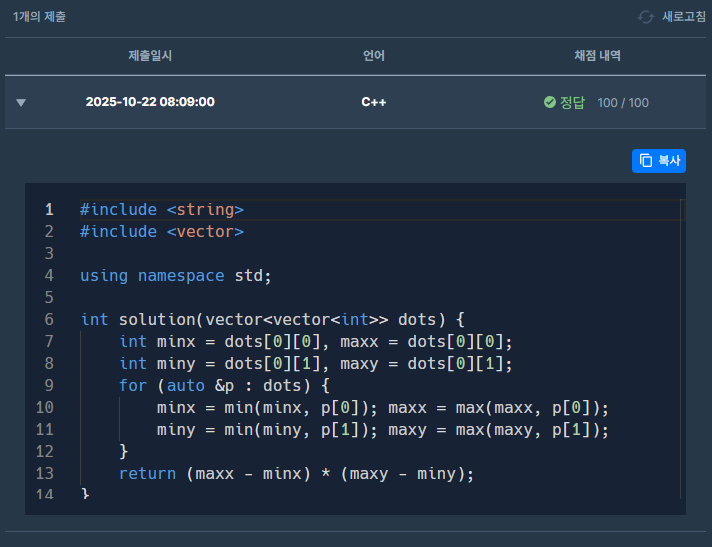 1개의 제출 새로고침
제출일시 언어 채점 내역
2025-10-22 08:09:00 C++ 정답 100 / 100
복사
1 #include <string>
2 #include <vector>
3
4 using namespace std;
5
6 int solution(vector<vector<int>> dots) {
7     int minx = dots[0][0], maxx = dots[0][0];
8     int miny = dots[0][1], maxy = dots[0][1];
9     for (auto &p : dots) {
10         minx = min(minx, p[0]); maxx = max(maxx, p[0]);
11         miny = min(miny, p[1]); maxy = max(maxy, p[1]);
12     }
13     return (maxx - minx) * (maxy - miny);
14 }